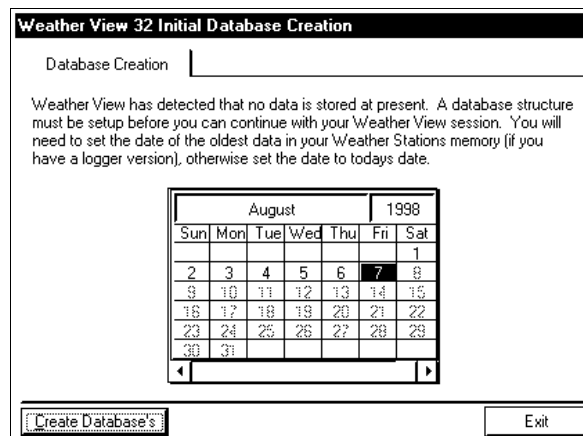 Weather View 32 Initial Database Creation
Database Creation
Weather View has detected that no data is stored at present. A database structure
must be setup before you can continue with your Weather View session. You will
need to set the date of the oldest data in your Weather Stations memory (if you
have a logger version), otherwise set the date to todays date.
August 1998
Sun Mon Tue Wed Thu Fri Sat
1
2 3 4 5 6 7 8
9 10 11 12 13 14 15
16 17 18 19 20 21 22
23 24 25 26 27 28 29
30 31
Create Database's Exit